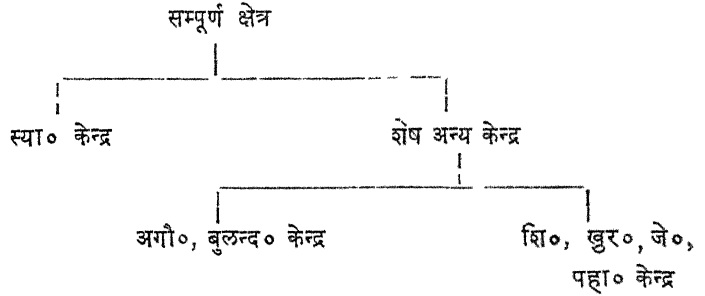 सम्पूर्ण क्षेत्र
स्या० केन्द्र
शेष अन्य केन्द्र
अगौ०, बुलन्द० केन्द्र
शि०, खुर०, जे०,
पहा० केन्द्र